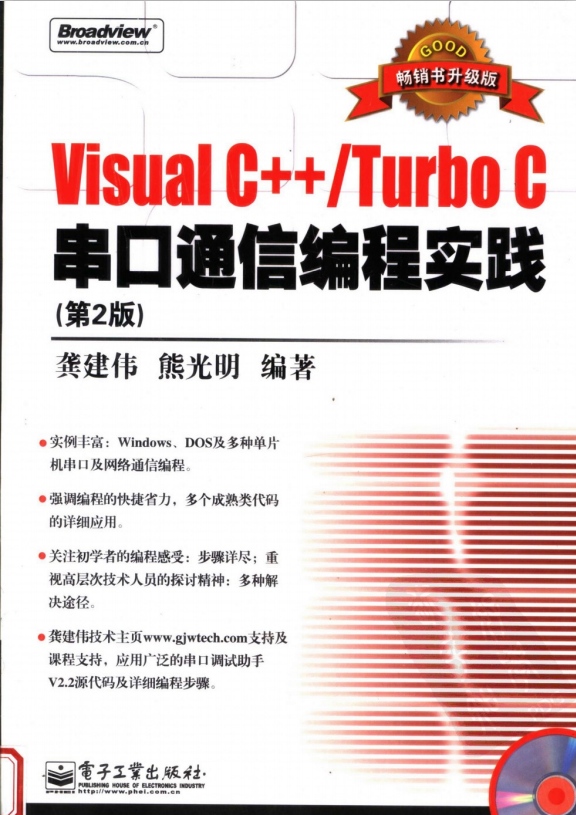 Broadview®
www.broadview.com.cn
GOOD
畅销书升级版
Visual C++/Turbo C
串口通信编程实践
(第2版)
龚建伟 熊光明 编著
●实例丰富：Windows、DOS及多种单片
机串口及网络通信编程。
●强调编程的快捷省力，多个成熟类代码
的详细应用。
●关注初学者的编程感受：步骤详尽；重
视高层次技术人员的探讨精神：多种解
决途径。
●龚建伟技术主页www.gjwtech.com支持及
课程支持，应用广泛的串口调试助手
V2.2源代码及详细编程步骤。
電子工業出版社·
PHEI PUBLISHING HOUSE OF ELECTRONICS INDUSTRY
http://www.phei.com.cn